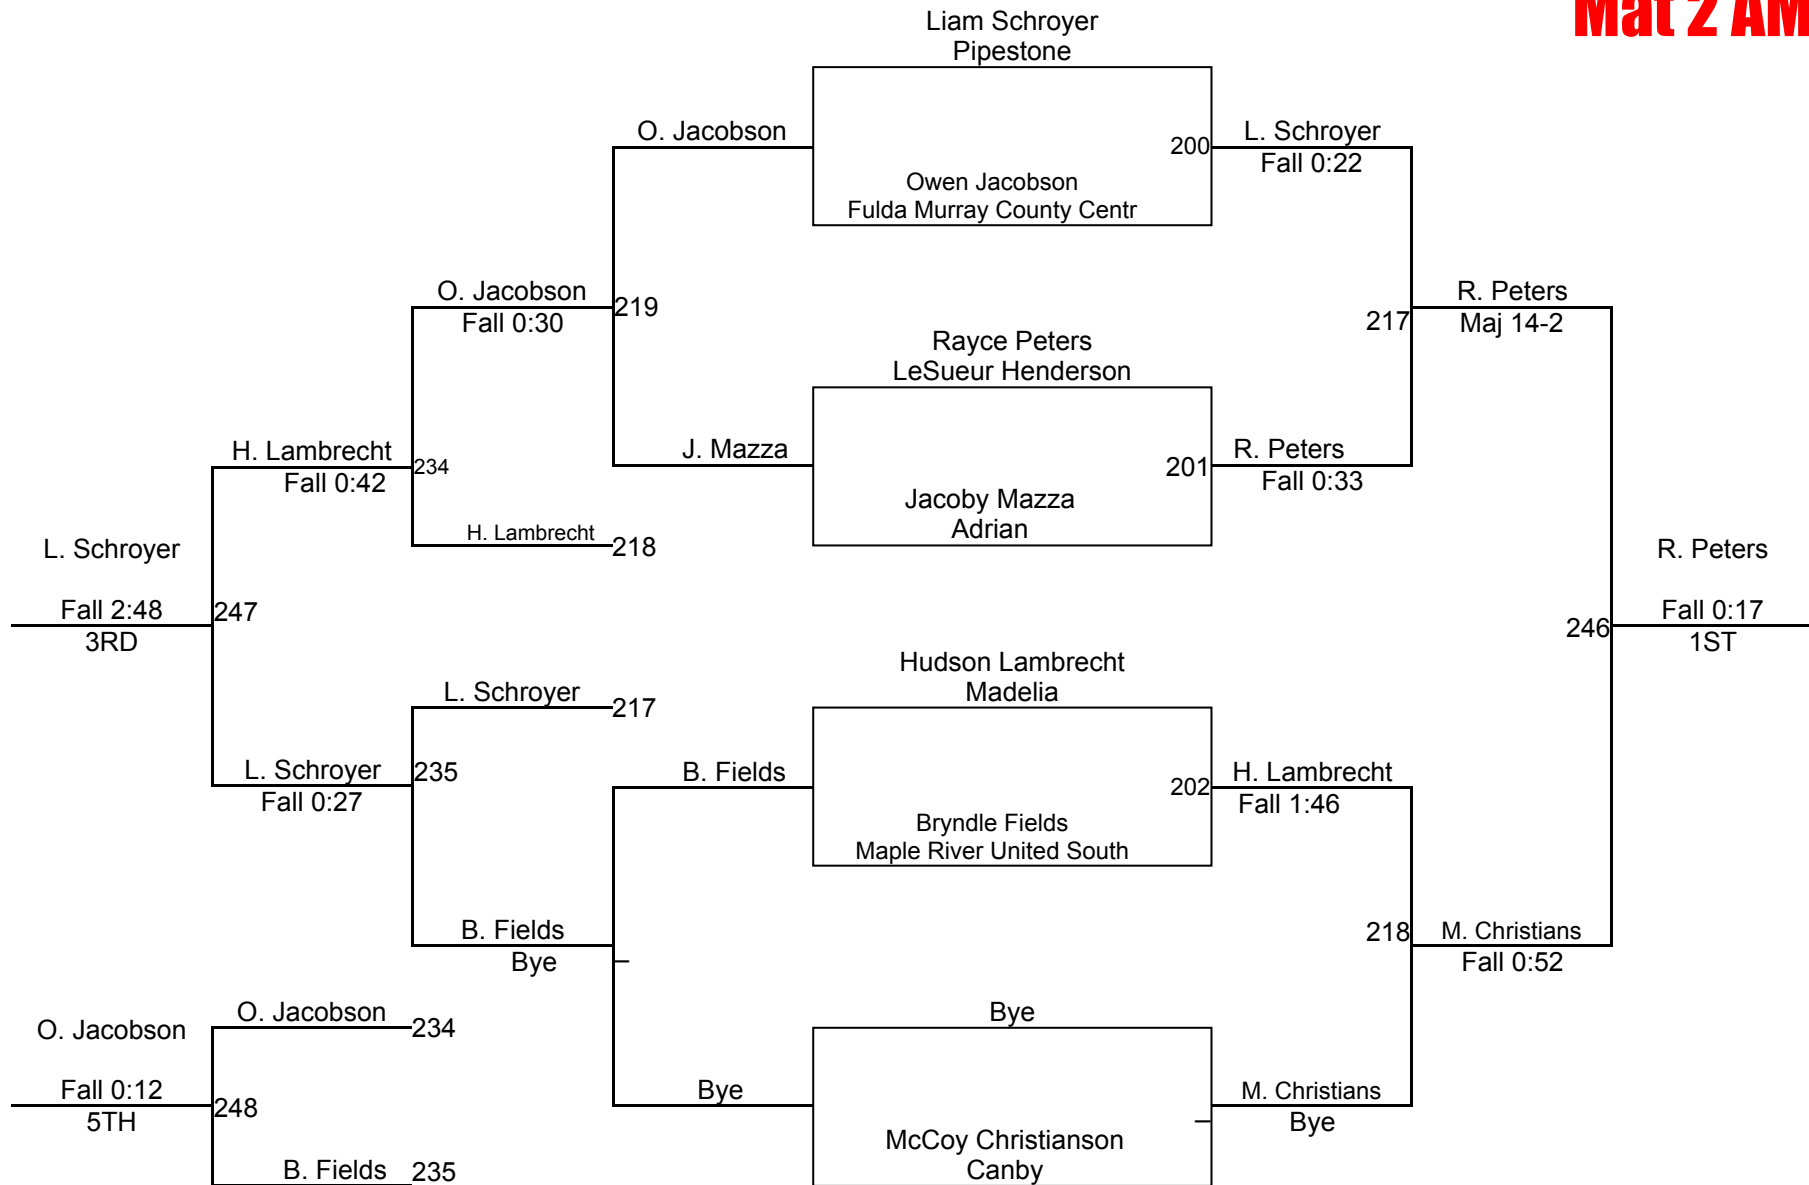 Mat 2 AM
Liam Schroyer
Pipestone
O. Jacobson
200
L. Schroyer
Fall 0:22
Owen Jacobson
Fulda Murray County Centr
O. Jacobson
Fall 0:30
219
217
R. Peters
Maj 14-2
Rayce Peters
LeSueur Henderson
H. Lambrecht
Fall 0:42
234
J. Mazza
201
R. Peters
Fall 0:33
Jacoby Mazza
Adrian
H. Lambrecht
218
L. Schroyer
Fall 2:48
3RD
247
R. Peters
246
Fall 0:17
1ST
Hudson Lambrecht
Madelia
L. Schroyer
217
L. Schroyer
Fall 0:27
235
B. Fields
202
H. Lambrecht
Fall 1:46
Bryndle Fields
Maple River United South
B. Fields
Bye
218
M. Christians
Fall 0:52
O. Jacobson
234
Bye
O. Jacobson
Fall 0:12
5TH
248
Bye
M. Christians
Bye
McCoy Christianson
Canby
B. Fields
235